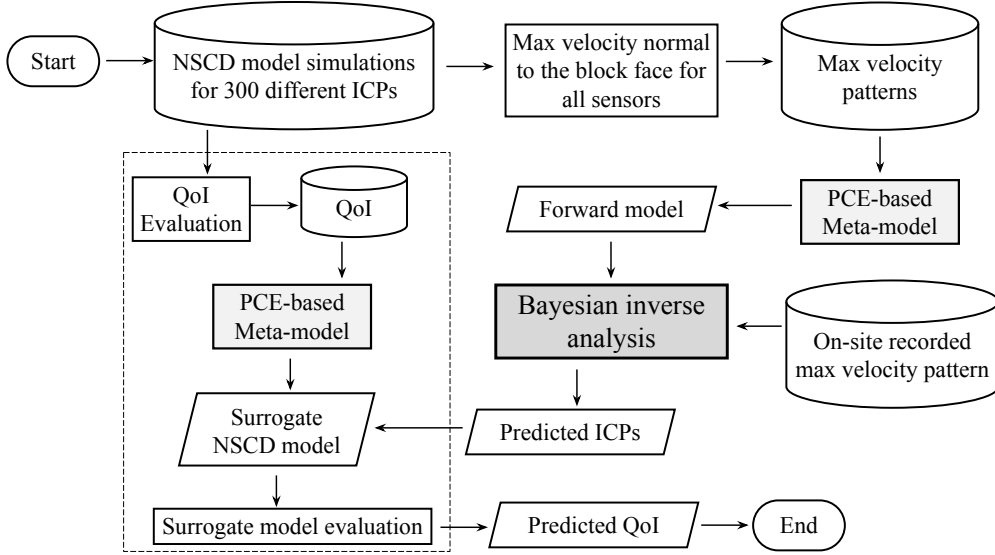 Start
NSCD model simulations
for 300 different ICPs
Max velocity normal
to the block face for
all sensors
Max velocity
patterns
QoI
Evaluation
QoI
Forward model
PCE-based
Meta-model
PCE-based
Meta-model
Bayesian inverse
analysis
On-site recorded
max velocity pattern
Surrogate
NSCD model
Predicted ICPs
Surrogate model evaluation
Predicted QoI
End